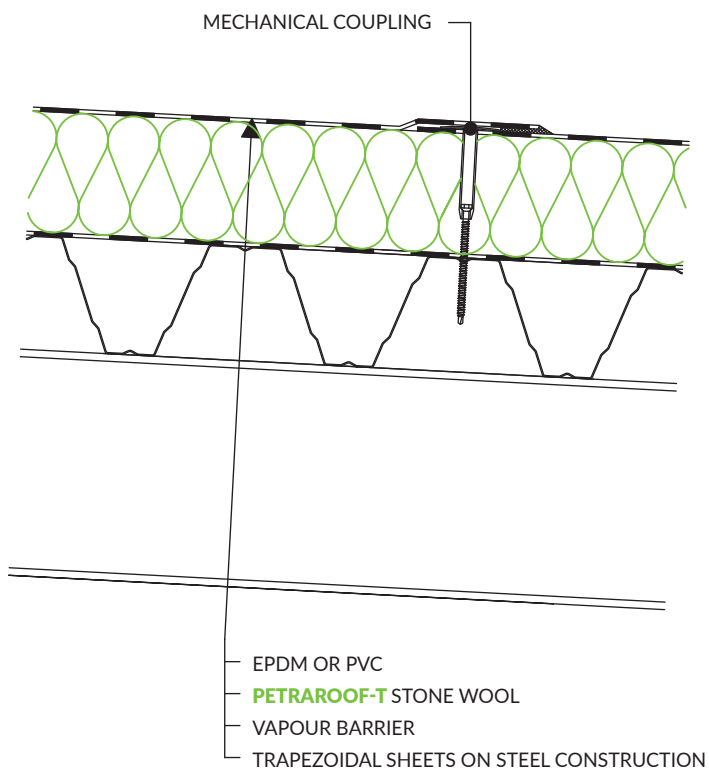 MECHANICAL COUPLING
EPDM OR PVC
PETRAROOF-T STONE WOOL
VAPOUR BARRIER
TRAPEZOIDAL SHEETS ON STEEL CONSTRUCTION